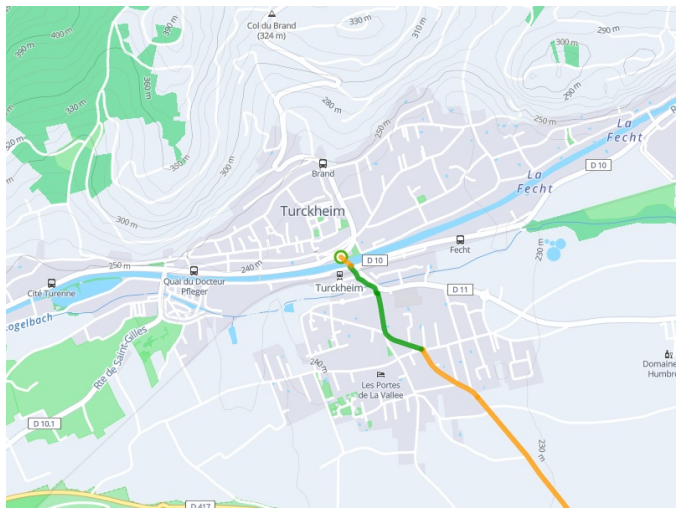 Col du Brand
(324 m)
390 m
400 m
390 m
360 m
330 m
350 m
300 m
300 m
280 m
330 m
310 m
300 m
290 m
250 m
250 m
La
Fecht
La
Fecht
D 10
Brand
Turckheim
D 10
Fecht
230 m
250 m
240 m
Cité Turenne
Quai du Docteur
Pfleger
Turckheim
D 11
Rte de Saint-Gilles
240 m
Les Portes
de La Vallee
Domaine
Humbre
D 10.1
230 m
D 417